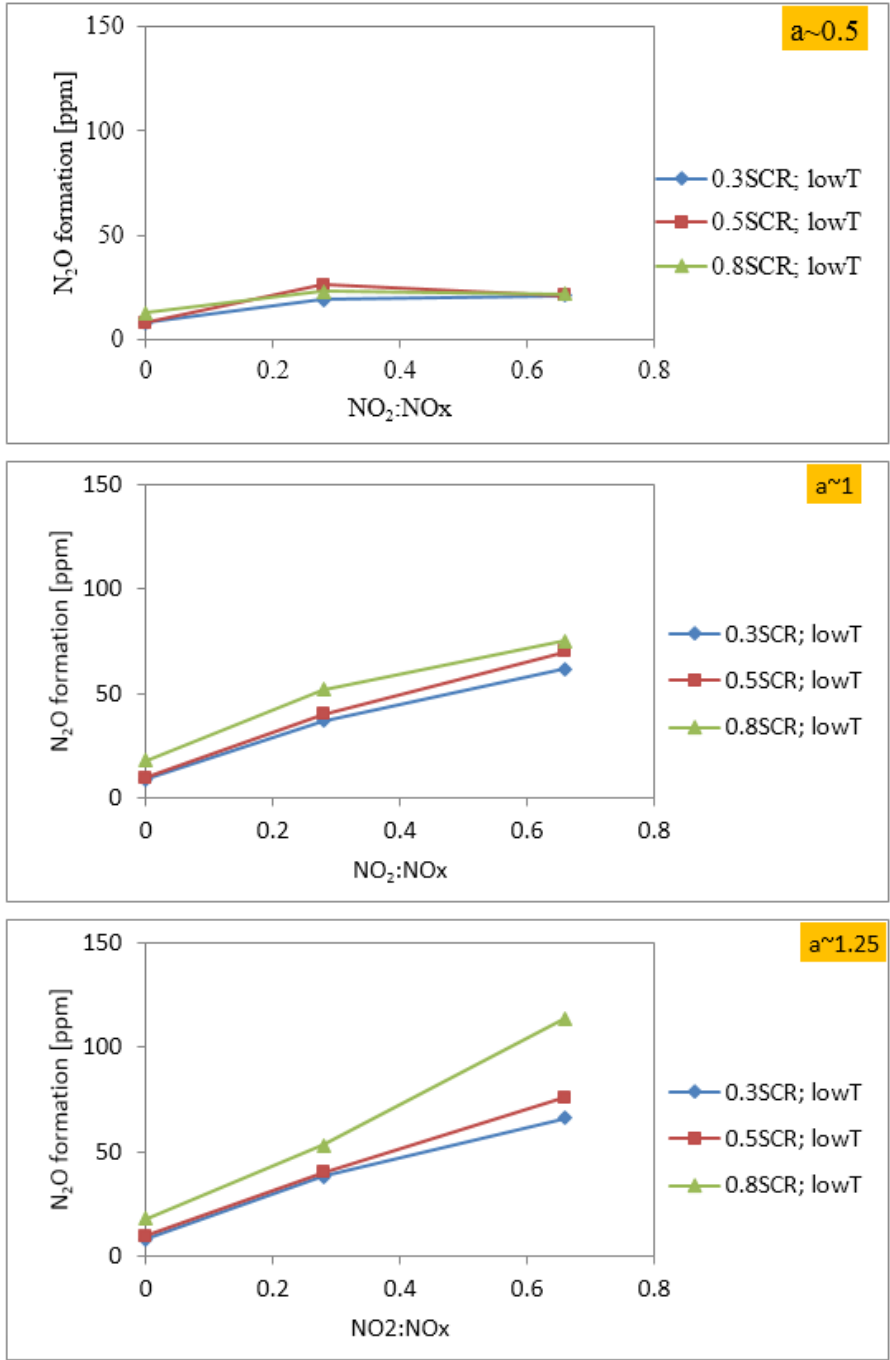 a~0.5
150
100
50
0
N₂O formation [ppm]
0 0.2 0.4 0.6 0.8
NO₂:NOx
0.3SCR; lowT
0.5SCR; lowT
0.8SCR; lowT
a~1
150
100
50
0
N₂O formation [ppm]
0 0.2 0.4 0.6 0.8
NO₂:NOx
0.3SCR; lowT
0.5SCR; lowT
0.8SCR; lowT
a~1.25
150
100
50
0
N₂O formation [ppm]
0 0.2 0.4 0.6 0.8
NO2:NOx
0.3SCR; lowT
0.5SCR; lowT
0.8SCR; lowT